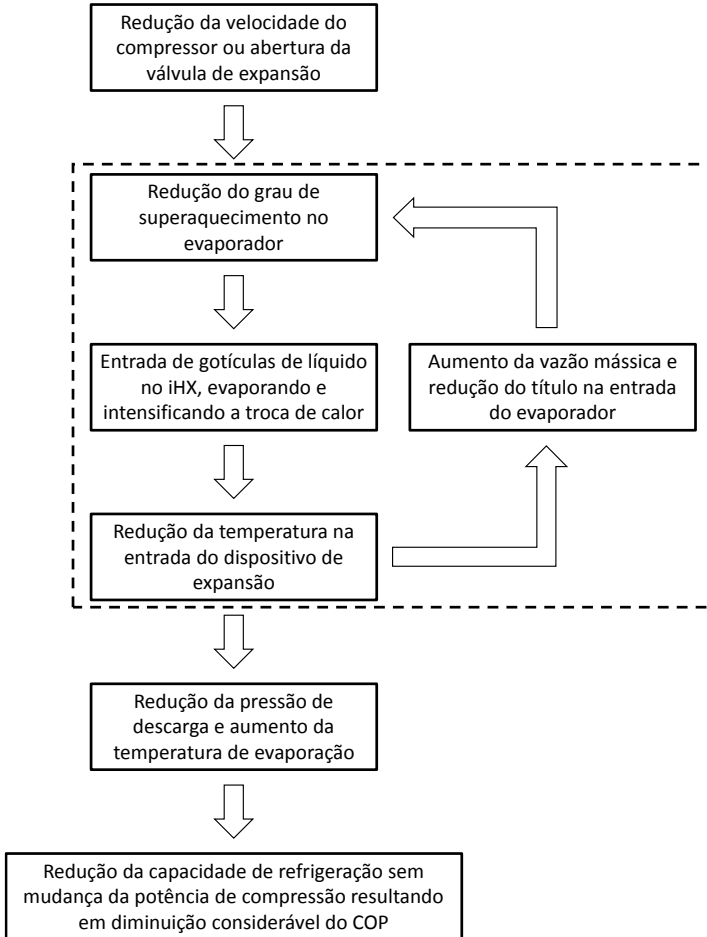 Redução da velocidade do
compressor ou abertura da
válvula de expansão
Redução do grau de
superaquecimento no
evaporador
Entrada de gotículas de líquido
no iHX, evaporando e
intensificando a troca de calor
Aumento da vazão mássica e
redução do título na entrada
do evaporador
Redução da temperatura na
entrada do dispositivo de
expansão
Redução da pressão de
descarga e aumento da
temperatura de evaporação
Redução da capacidade de refrigeração sem
mudança da potência de compressão resultando
em diminuição considerável do COP